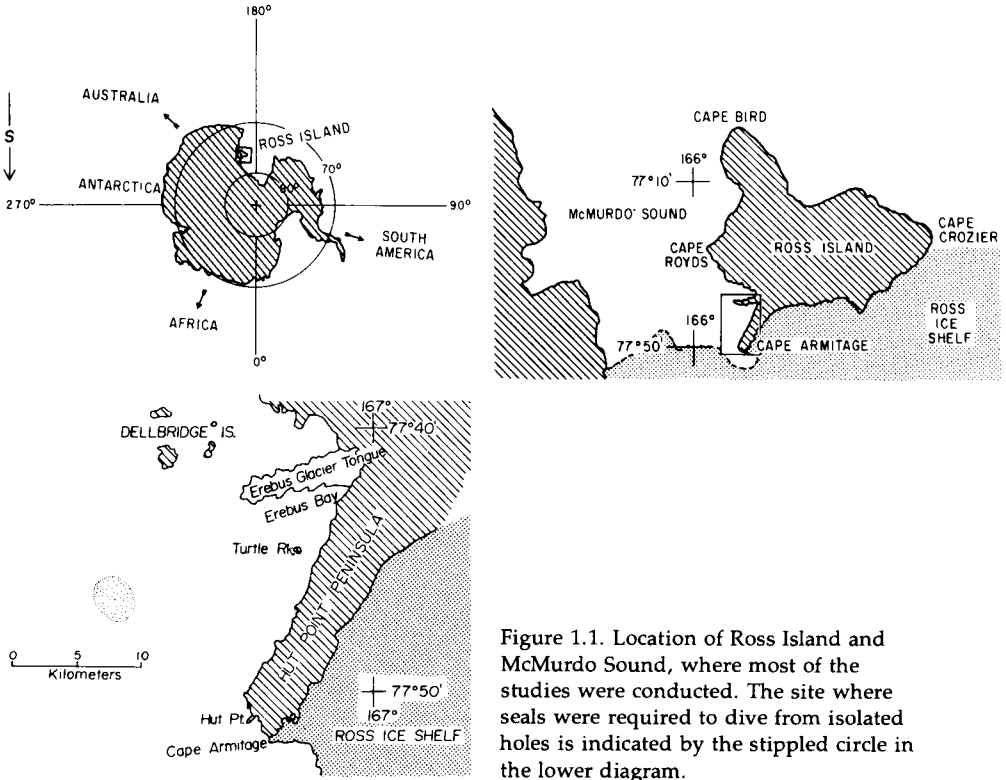 180°
AUSTRALIA
S
ROSS ISLAND
70°
80°
ANTARCTICA
270°
90°
SOUTH
AMERICA
AFRICA
0°
CAPE BIRD
166°
77°10'
McMURDO SOUND
CAPE
ROYDS
ROSS ISLAND
CAPE
CROZIER
ROSS
ICE
SHELF
166°
77°50'
CAPE ARMITAGE
167°
77°40'
DELLBRIDGE IS.
Erebus Glacier Tongue
Erebus Bay
Turtle Rk.
HUT POINT PENINSULA
0 5 10
Kilometers
77°50'
167°
Hut Pt.
ROSS ICE SHELF
Cape Armitage
Figure 1.1. Location of Ross Island and
McMurdo Sound, where most of the
studies were conducted. The site where
seals were required to dive from isolated
holes is indicated by the stippled circle in
the lower diagram.